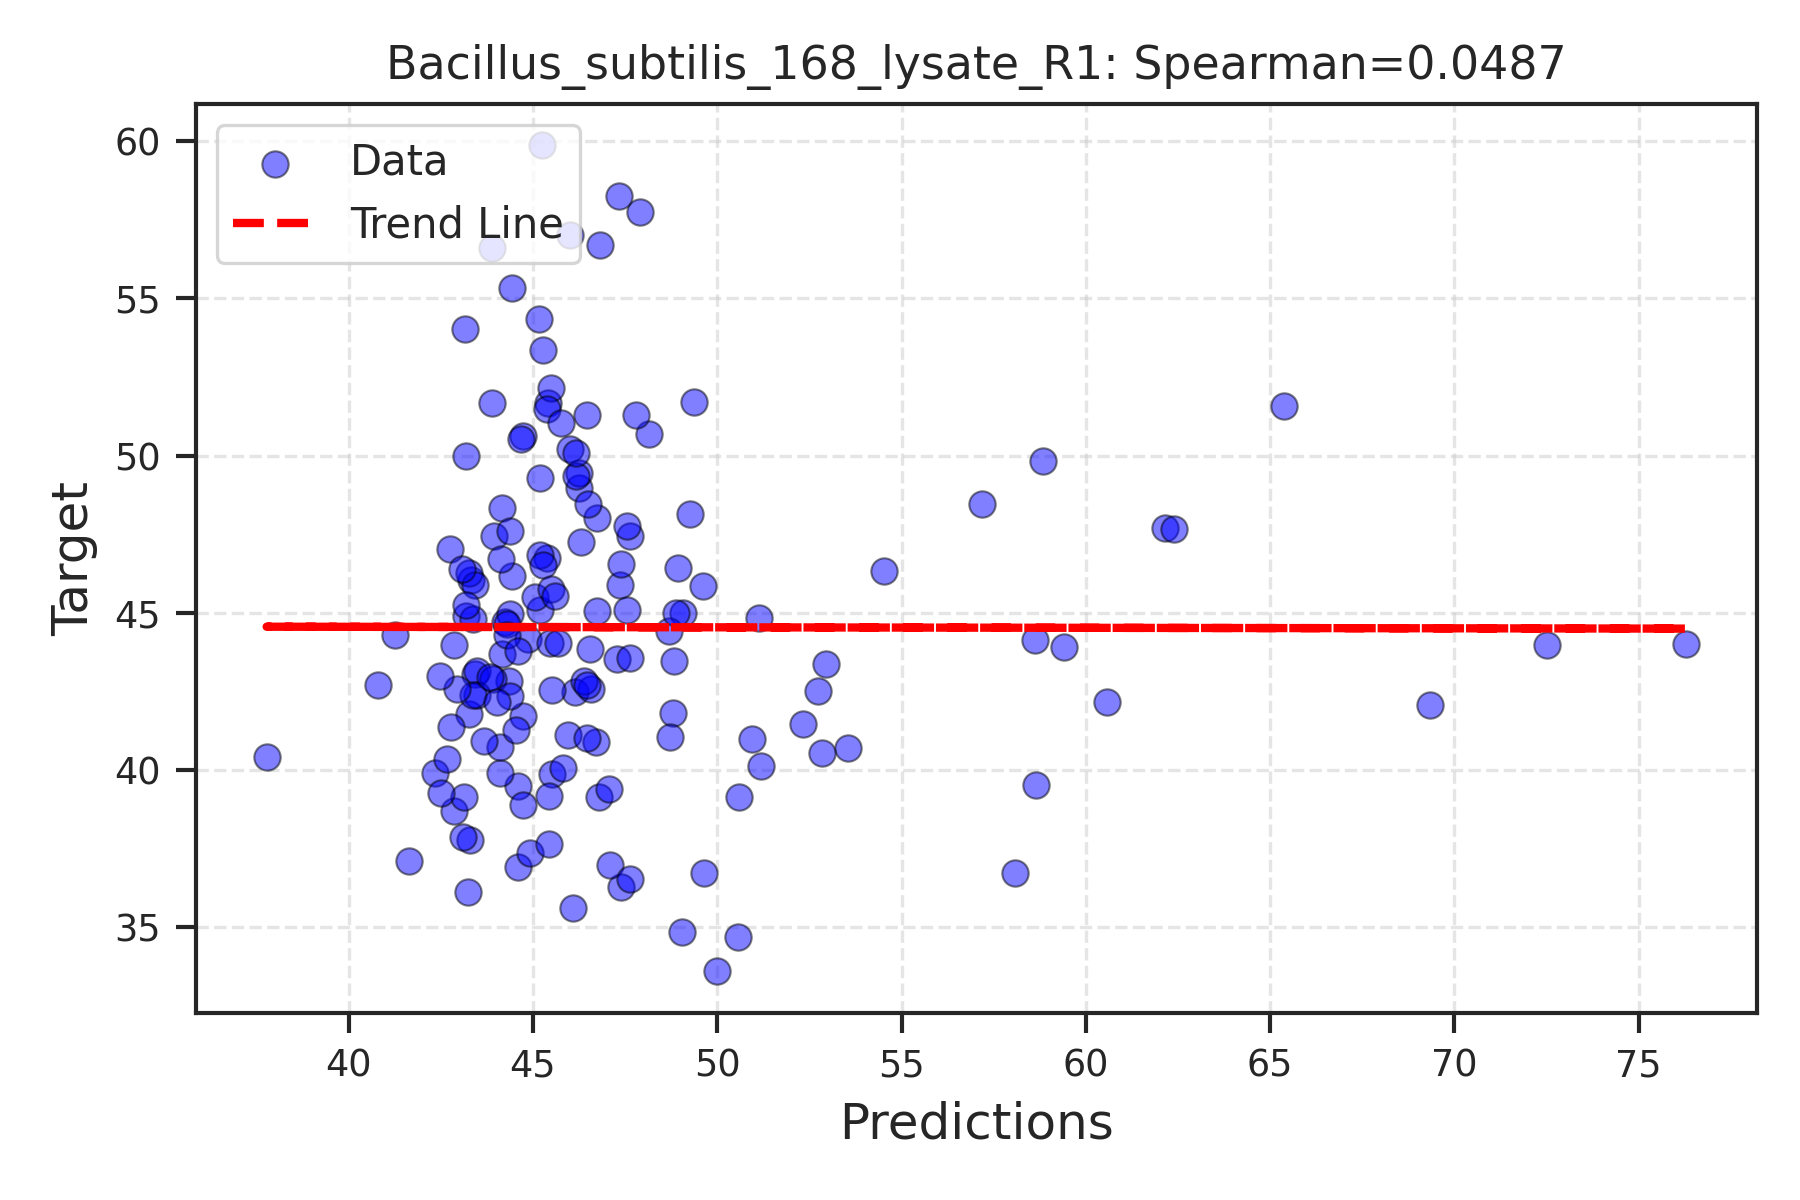 Bacillus_subtilis_168_lysate_R1: Spearman=0.0487
Data
Trend Line
60
55
50
45
40
35
Target
40
45
50
55
60
65
70
75
Predictions